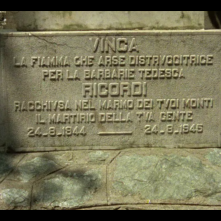 VINCA
LA FIAMMA CHE ARSE DISTRVGGITRICE
PER LA BARBARIE TEDESCA
RICORDI
RACCHIVSA NEL MARMO DEI TVOI MONTI
IL MARTIRIO DELLA TVA GENTE
24-8-1944 — 24-8-1945